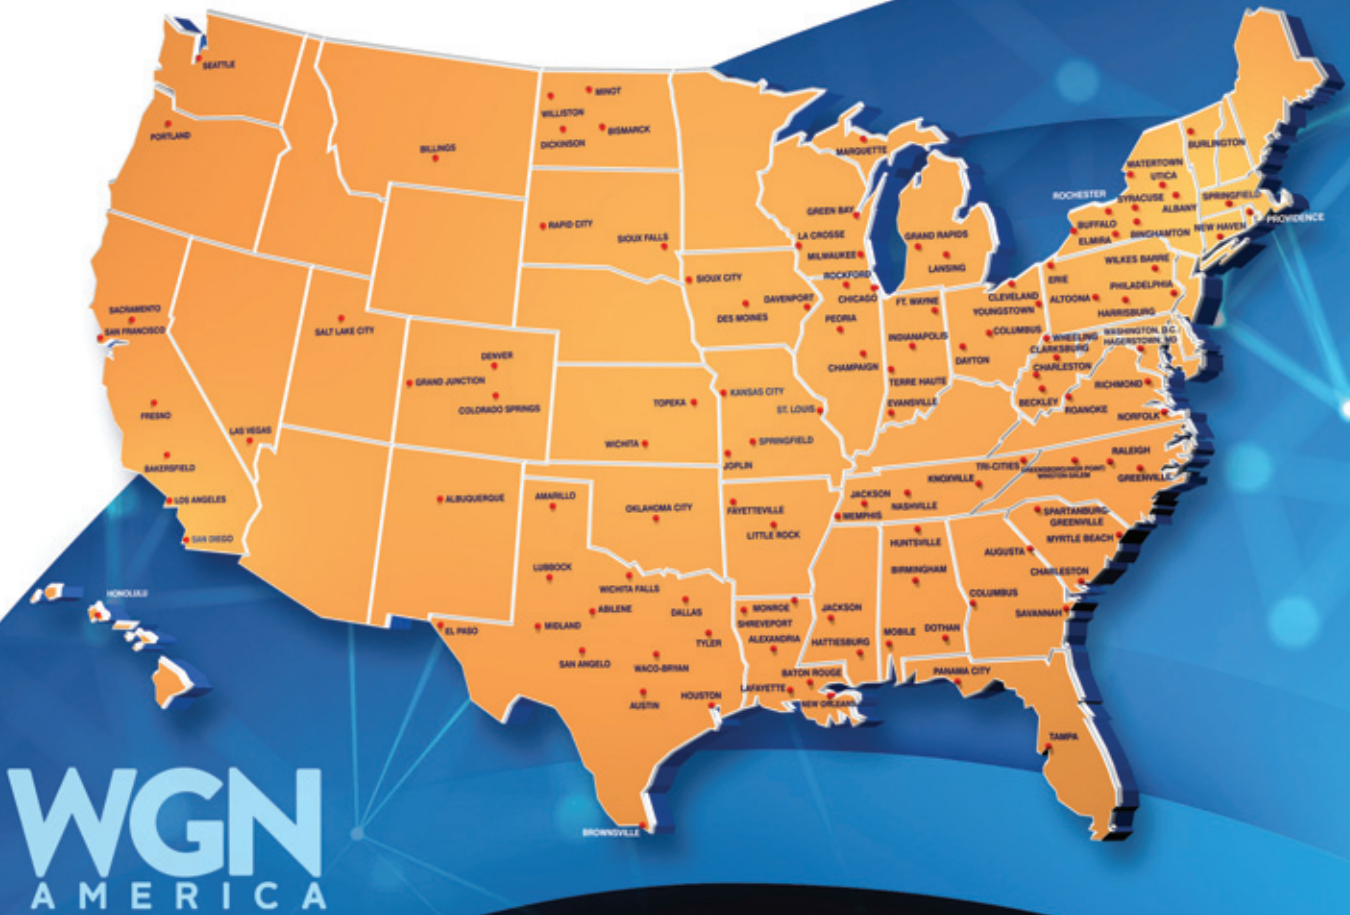 SEATTLE
MINOT
WILLISTON
BISMARCK
DICKINSON
PORTLAND
BILLINGS
MARQUETTE
BURLINGTON
WATERTOWN
UTICA
ROCHESTER
SYRACUSE
SPRINGFIELD
ALBANY
PROVIDENCE
GREEN BAY
RAPID CITY
BUFFALO
NEW HAVEN
LA CROSSE
GRAND RAPIDS
BINGHAMTON
SIOUX FALLS
ELMIRA
MILWAUKEE
WILKES BARRE
LANSING
ROCKFORD
SIOUX CITY
ERIE
PHILADELPHIA
CHICAGO
DAVENPORT
FT. WAYNE
CLEVELAND
ALTOONA
SACRAMENTO
YOUNGSTOWN
HARRISBURG
DES MOINES
PEORIA
SAN FRANCISCO
SALT LAKE CITY
COLUMBUS
WASHINGTON, D.C.
INDIANAPOLIS
WHEELING
HAGERSTOWN, MD
CLARKSBURG
DENVER
DAYTON
CHAMPAIGN
CHARLESTON
GRAND JUNCTION
TERRE HAUTE
RICHMOND
KANSAS CITY
TOPEKA
EVANSVILLE
BECKLEY
COLORADO SPRINGS
ST. LOUIS
ROANOKE
FRESNO
NORFOLK
LAS VEGAS
WICHITA
SPRINGFIELD
RALEIGH
JOPLIN
TRI-CITIES
GREENSBORO/HIGH POINT/
WINSTON SALEM
BAKERSFIELD
KNOXVILLE
GREENVILLE
LOS ANGELES
ALBUQUERQUE
AMARILLO
JACKSON
OKLAHOMA CITY
FAYETTEVILLE
NASHVILLE
SPARTANBURG-
GREENVILLE
MEMPHIS
LITTLE ROCK
SAN DIEGO
HUNTSVILLE
MYRTLE BEACH
AUGUSTA
LUBBOCK
BIRMINGHAM
CHARLESTON
WICHITA FALLS
HONOLULU
COLUMBUS
ABILENE
DALLAS
MONROE
JACKSON
SAVANNAH
SHREVEPORT
MIDLAND
EL PASO
DOTHAN
MOBILE
ALEXANDRIA
HATTIESBURG
TYLER
SAN ANGELO
WACO-BRYAN
PANAMA CITY
BATON ROUGE
LAFAYETTE
HOUSTON
NEW ORLEANS
AUSTIN
TAMPA
BROWNSVILLE
WGN
AMERICA